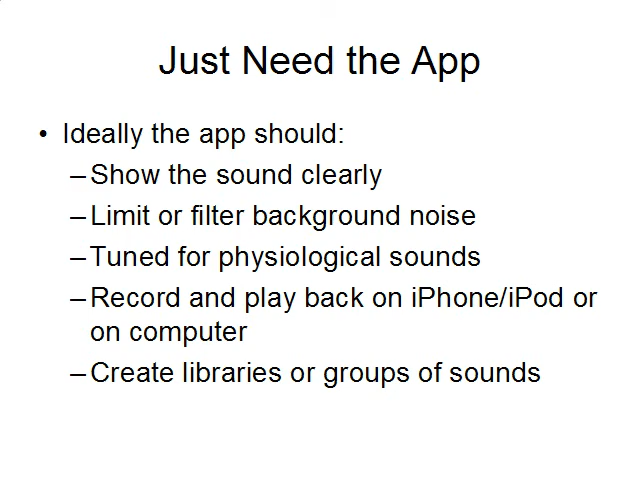 Just Need the App
• Ideally the app should:
– Show the sound clearly
– Limit or filter background noise
– Tuned for physiological sounds
– Record and play back on iPhone/iPod or
on computer
– Create libraries or groups of sounds